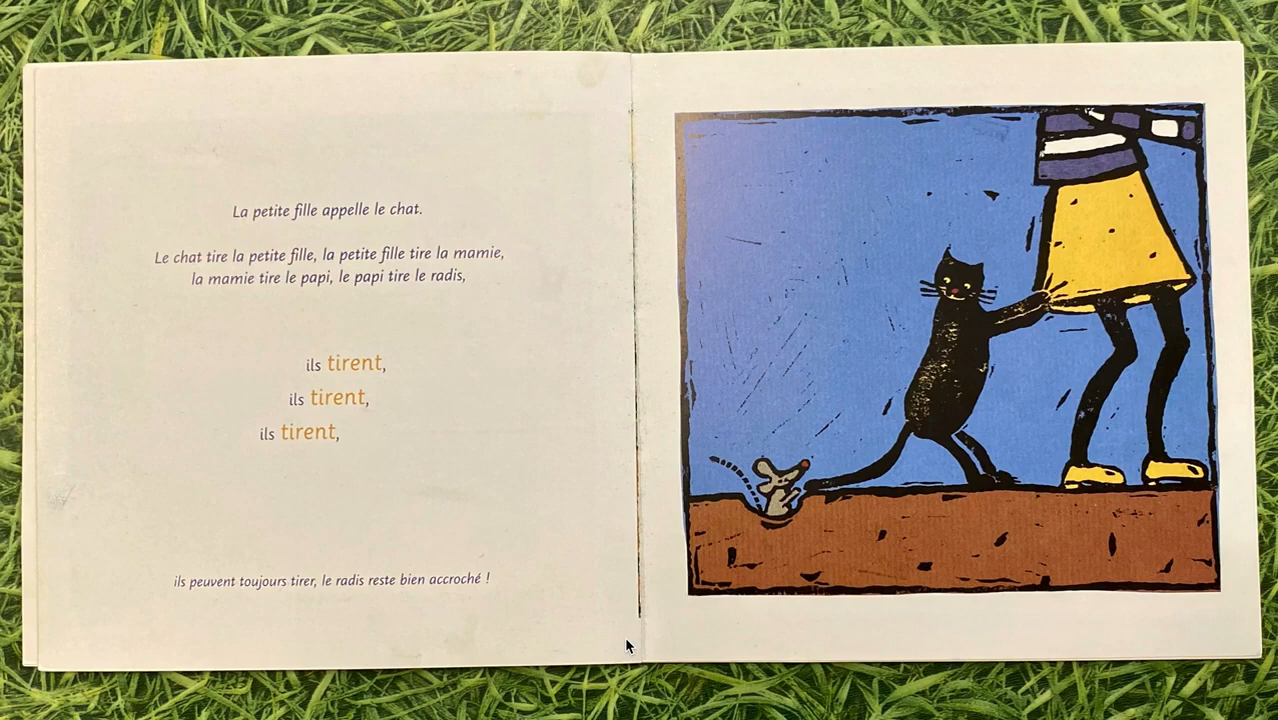 La petite fille appelle le chat.
Le chat tire la petite fille, la petite fille tire la mamie,
la mamie tire le papi, le papi tire le radis,
ils tirent,
ils tirent,
ils tirent,
ils peuvent toujours tirer, le radis reste bien accroché !